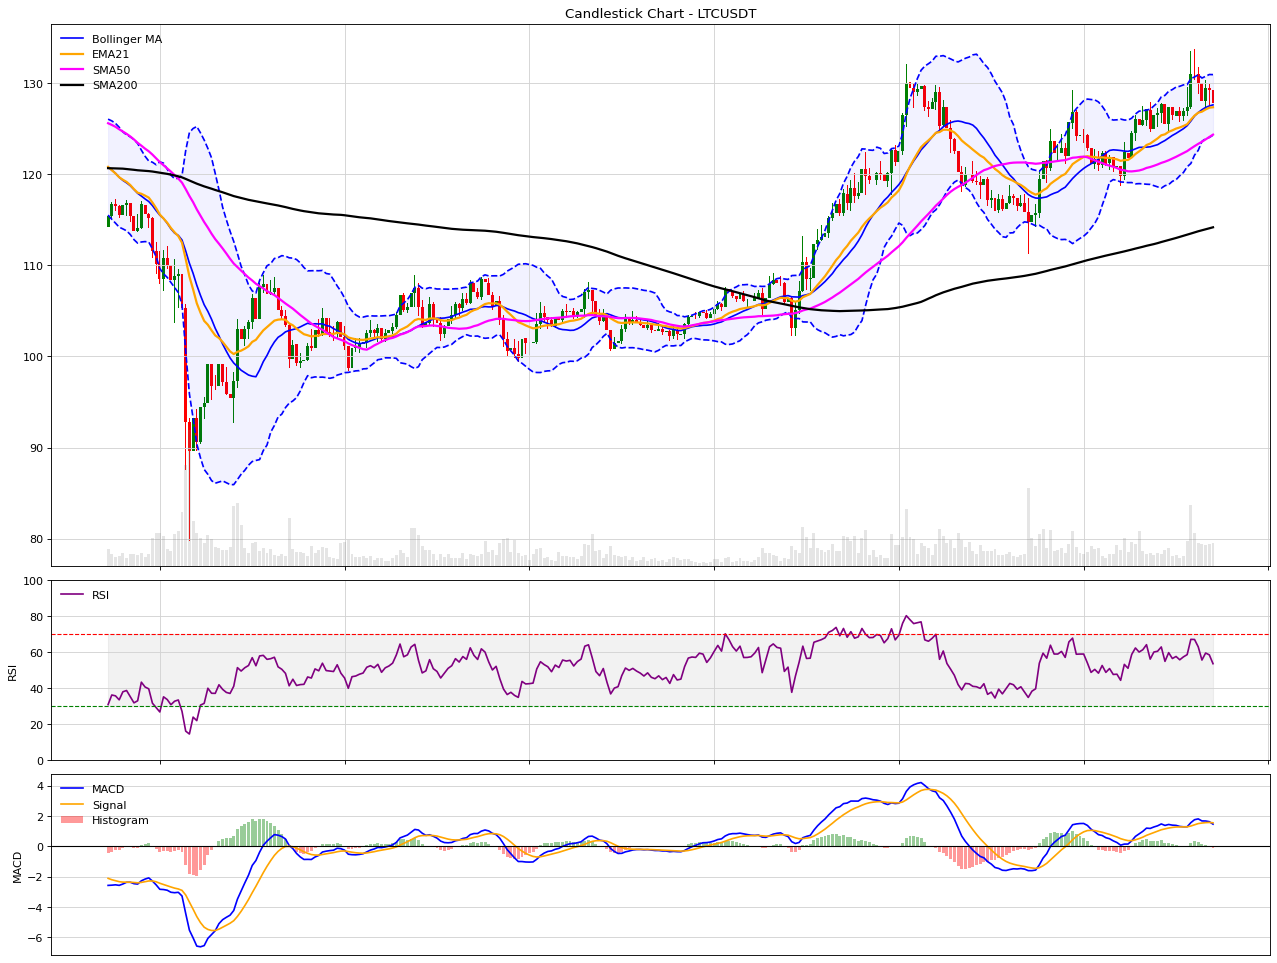 Candlestick Chart - LTCUSDT
Bollinger MA
EMA21
SMA50
SMA200
130
120
110
100
90
80
RSI
100
80
60
40
20
0
RSI
MACD
Signal
Histogram
4
2
0
−2
−4
−6
MACD